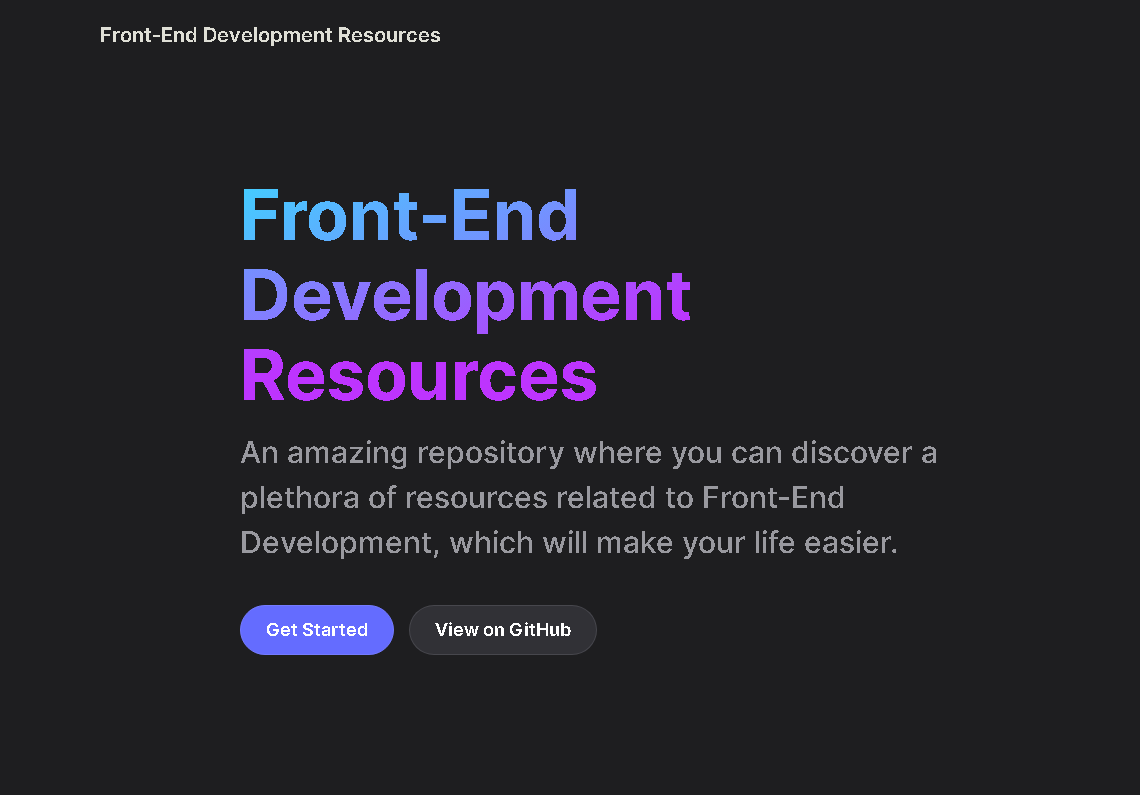 Front-End Development Resources
Front-End
Development
Resources
An amazing repository where you can discover a
plethora of resources related to Front-End
Development, which will make your life easier.
Get Started
View on GitHub